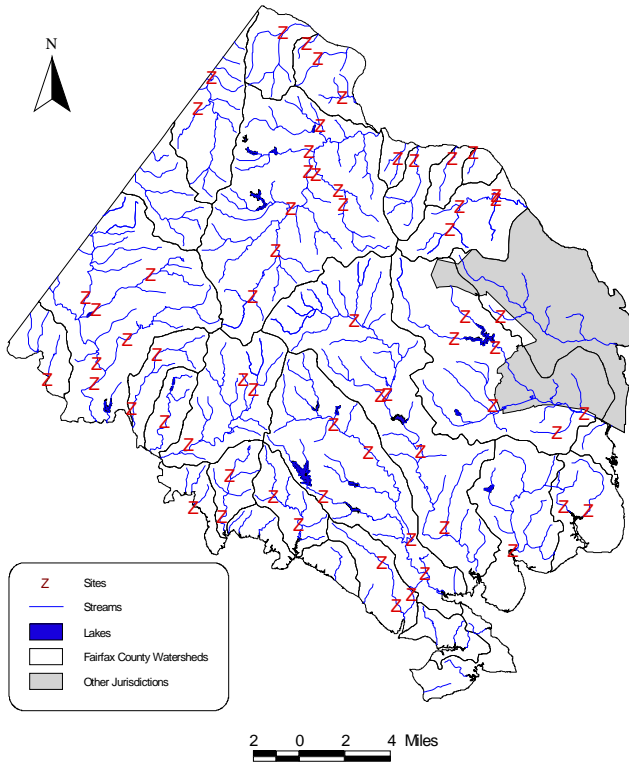 N
Z Sites
Streams
Lakes
Fairfax County Watersheds
Other Jurisdictions
2 0 2 4 Miles